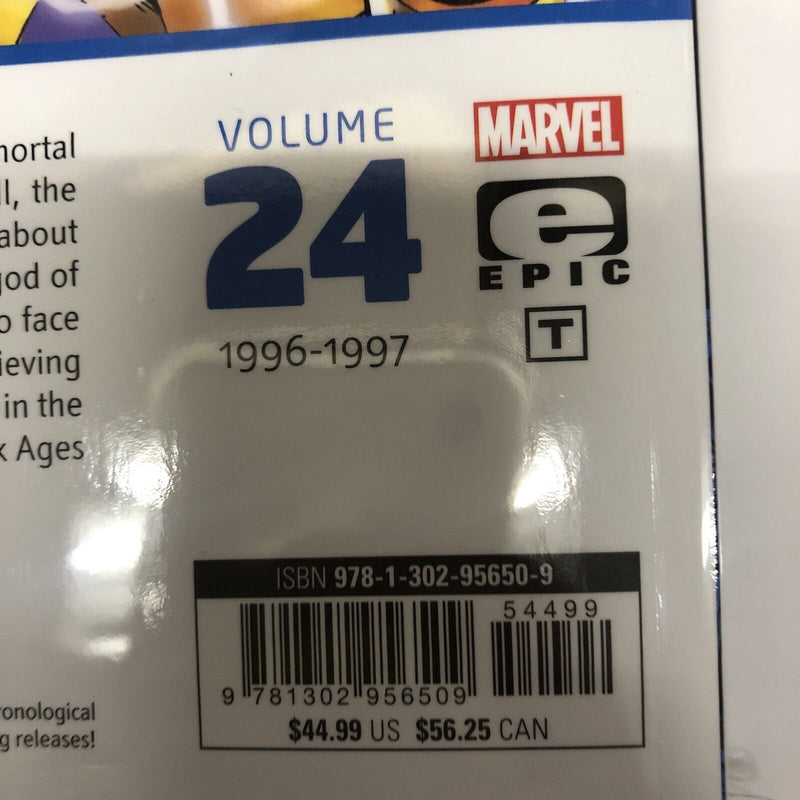 mortal
ll, the
about
god of
o face
ieving
in the
k Ages
VOLUME
24
1996-1997
MARVEL
e
EPIC
T
ISBN 978-1-302-95650-9
54499
9 781302 956509
$44.99 US $56.25 CAN
ronological
g releases!